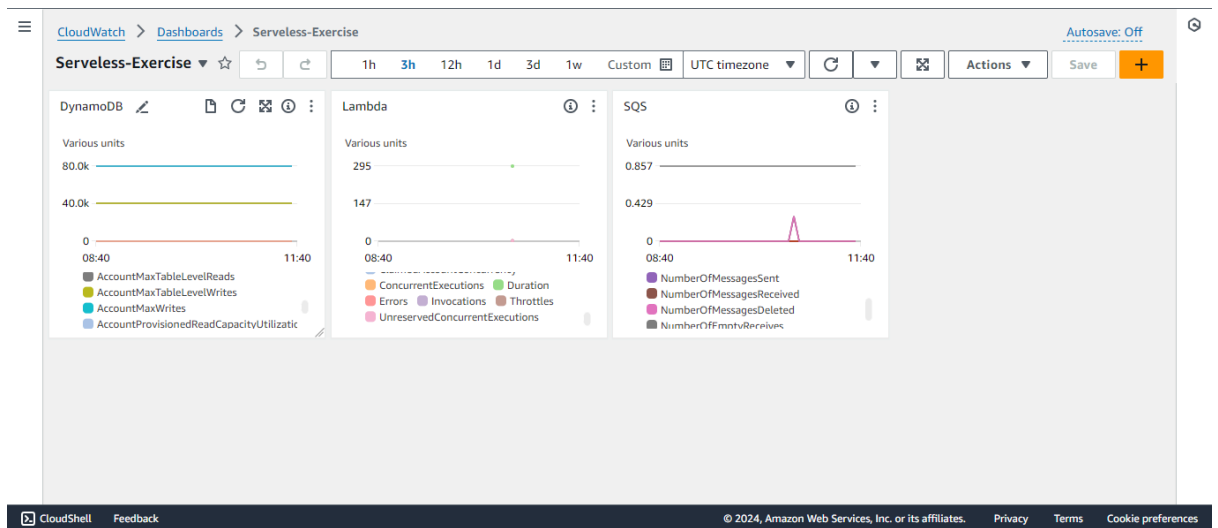 CloudWatch > Dashboards > Serveless-Exercise
Autosave: Off
Serveless-Exercise
1h 3h 12h 1d 3d 1w Custom
UTC timezone
Actions
Save
DynamoDB
Various units
80.0k
40.0k
0
08:40 11:40
AccountMaxTableLevelReads
AccountMaxTableLevelWrites
AccountMaxWrites
AccountProvisionedReadCapacityUtilizatic
Lambda
Various units
295
147
0
08:40 11:40
ClaimedAccountConcurrency
ConcurrentExecutions Duration
Errors Invocations Throttles
UnreservedConcurrentExecutions
SQS
Various units
0.857
0.429
0
08:40 11:40
NumberOfMessagesSent
NumberOfMessagesReceived
NumberOfMessagesDeleted
NumberOfEmptyReceives
CloudShell Feedback
© 2024, Amazon Web Services, Inc. or its affiliates. Privacy Terms Cookie preferences